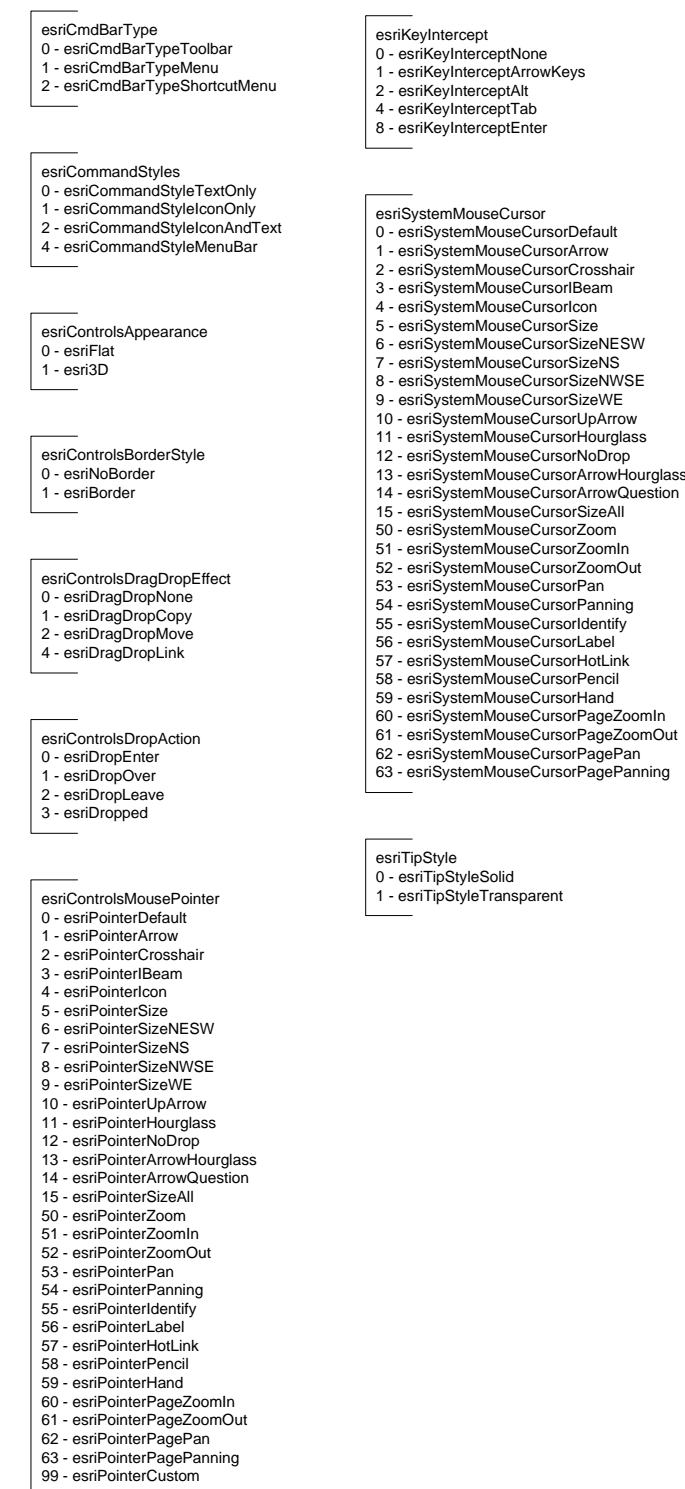 esriCmdBarType
0 - esriCmdBarTypeToolbar
1 - esriCmdBarTypeMenu
2 - esriCmdBarTypeShortcutMenu
esriCommandStyles
0 - esriCommandStyleTextOnly
1 - esriCommandStyleIconOnly
2 - esriCommandStyleIconAndText
4 - esriCommandStyleMenuBar
esriControlsAppearance
0 - esriFlat
1 - esri3D
esriControlsBorderStyle
0 - esriNoBorder
1 - esriBorder
esriControlsDragDropEffect
0 - esriDragDropNone
1 - esriDragDropCopy
2 - esriDragDropMove
4 - esriDragDropLink
esriControlsDropAction
0 - esriDropEnter
1 - esriDropOver
2 - esriDropLeave
3 - esriDropped
esriControlsMousePointer
0 - esriPointerDefault
1 - esriPointerArrow
2 - esriPointerCrosshair
3 - esriPointerIBeam
4 - esriPointerIcon
5 - esriPointerSize
6 - esriPointerSizeNESW
7 - esriPointerSizeNS
8 - esriPointerSizeNWSE
9 - esriPointerSizeWE
10 - esriPointerUpArrow
11 - esriPointerHourglass
12 - esriPointerNoDrop
13 - esriPointerArrowHourglass
14 - esriPointerArrowQuestion
15 - esriPointerSizeAll
50 - esriPointerZoom
51 - esriPointerZoomIn
52 - esriPointerZoomOut
53 - esriPointerPan
54 - esriPointerPanning
55 - esriPointerIdentify
56 - esriPointerLabel
57 - esriPointerHotLink
58 - esriPointerPencil
59 - esriPointerHand
60 - esriPointerPageZoomIn
61 - esriPointerPageZoomOut
62 - esriPointerPagePan
63 - esriPointerPagePanning
99 - esriPointerCustom
esriKeyIntercept
0 - esriKeyInterceptNone
1 - esriKeyInterceptArrowKeys
2 - esriKeyInterceptAlt
4 - esriKeyInterceptTab
8 - esriKeyInterceptEnter
esriSystemMouseCursor
0 - esriSystemMouseCursorDefault
1 - esriSystemMouseCursorArrow
2 - esriSystemMouseCursorCrosshair
3 - esriSystemMouseCursorIBeam
4 - esriSystemMouseCursorIcon
5 - esriSystemMouseCursorSize
6 - esriSystemMouseCursorSizeNESW
7 - esriSystemMouseCursorSizeNS
8 - esriSystemMouseCursorSizeNWSE
9 - esriSystemMouseCursorSizeWE
10 - esriSystemMouseCursorUpArrow
11 - esriSystemMouseCursorHourglass
12 - esriSystemMouseCursorNoDrop
13 - esriSystemMouseCursorArrowHourglass
14 - esriSystemMouseCursorArrowQuestion
15 - esriSystemMouseCursorSizeAll
50 - esriSystemMouseCursorZoom
51 - esriSystemMouseCursorZoomIn
52 - esriSystemMouseCursorZoomOut
53 - esriSystemMouseCursorPan
54 - esriSystemMouseCursorPanning
55 - esriSystemMouseCursorIdentify
56 - esriSystemMouseCursorLabel
57 - esriSystemMouseCursorHotLink
58 - esriSystemMouseCursorPencil
59 - esriSystemMouseCursorHand
60 - esriSystemMouseCursorPageZoomIn
61 - esriSystemMouseCursorPageZoomOut
62 - esriSystemMouseCursorPagePan
63 - esriSystemMouseCursorPagePanning
esriTipStyle
0 - esriTipStyleSolid
1 - esriTipStyleTransparent